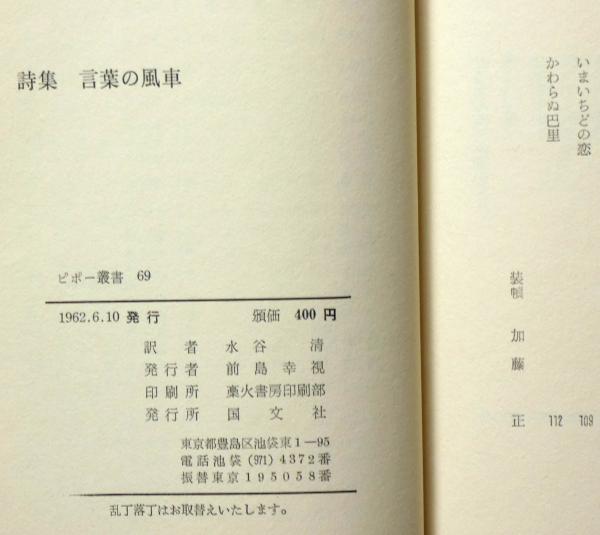 いまいちどの恋 109
かわらぬ巴里 112
装幀 加藤 正
詩集 言葉の風車
ピポー叢書 69
1962.6.10 発行 頒価 400 円
訳者 水谷 清
発行者 前島幸視
印刷所 藁火書房印刷部
発行所 国文社
東京都豊島区池袋東1―95
電話池袋(971)4372番
振替東京195058番
乱丁落丁はお取替えいたします。